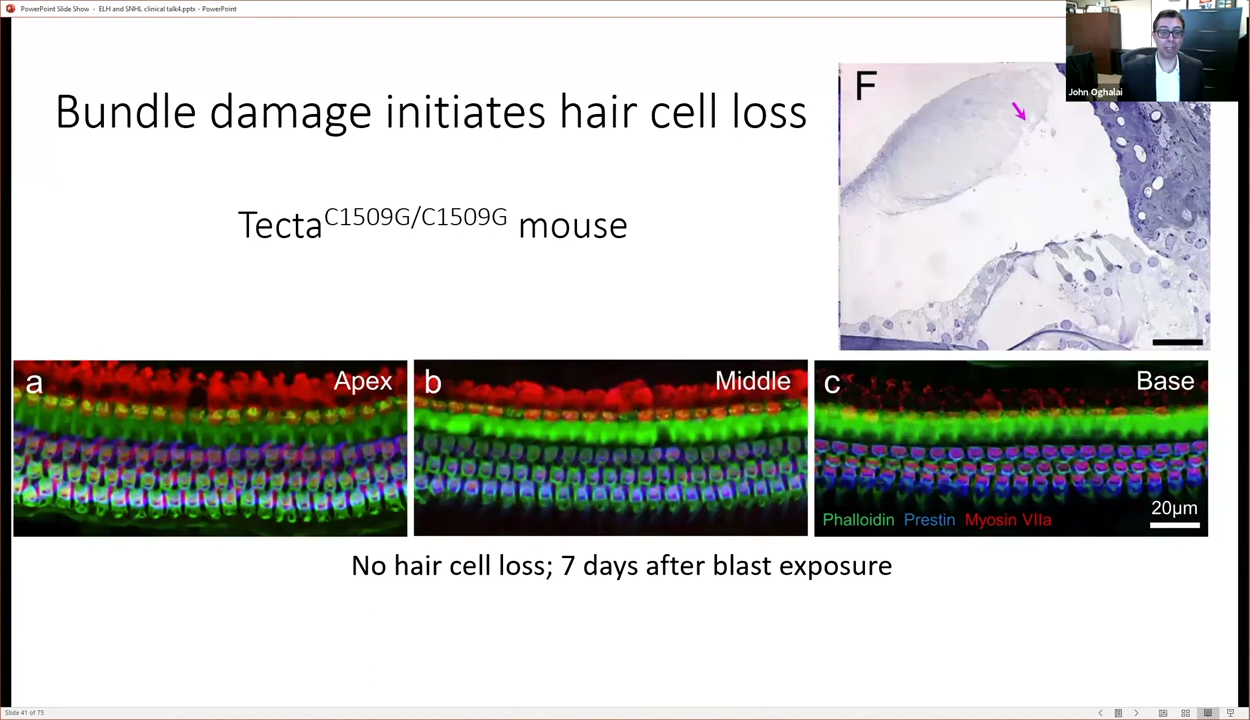 PowerPoint Slide Show - ELH and SNHL clinical talk4.pptx - PowerPoint
John Oghalai
F
Bundle damage initiates hair cell loss
Tecta^C1509G/C1509G mouse
a Apex
b Middle
c Base
Phalloidin Prestin Myosin VIIa
20µm
No hair cell loss; 7 days after blast exposure
Slide 41 of 75